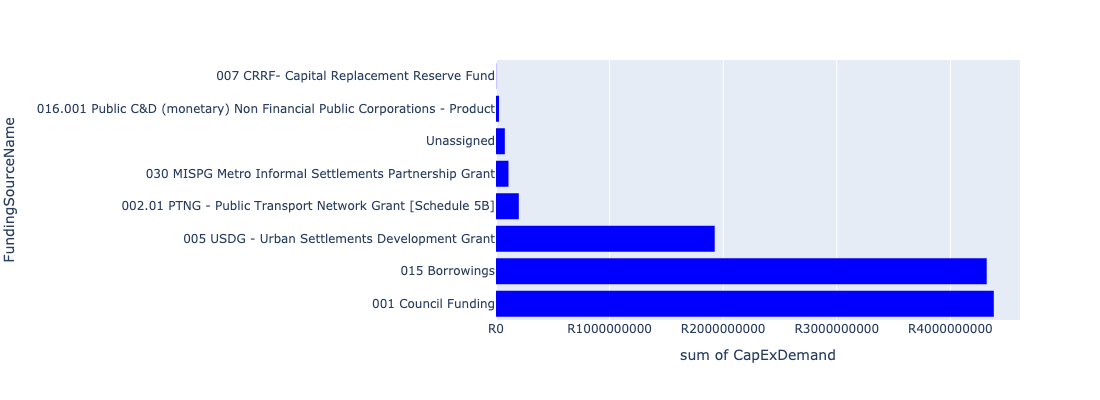 FundingSourceName
007 CRRF- Capital Replacement Reserve Fund
016.001 Public C&D (monetary) Non Financial Public Corporations - Product
Unassigned
030 MISPG Metro Informal Settlements Partnership Grant
002.01 PTNG - Public Transport Network Grant [Schedule 5B]
005 USDG - Urban Settlements Development Grant
015 Borrowings
001 Council Funding
R0 R1000000000 R2000000000 R3000000000 R4000000000
sum of CapExDemand